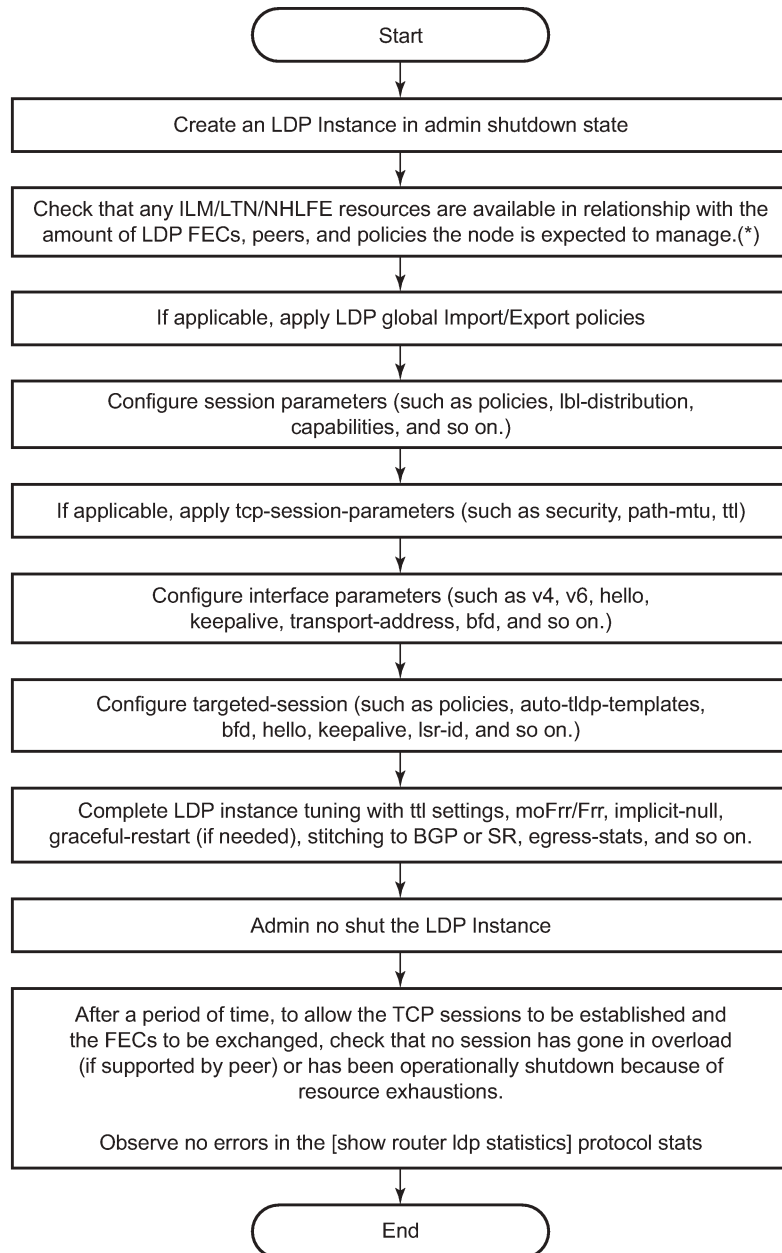 Start
Create an LDP Instance in admin shutdown state
Check that any ILM/LTN/NHLFE resources are available in relationship with the
amount of LDP FECs, peers, and policies the node is expected to manage.(*)
If applicable, apply LDP global Import/Export policies
Configure session parameters (such as policies, lbl-distribution,
capabilities, and so on.)
If applicable, apply tcp-session-parameters (such as security, path-mtu, ttl)
Configure interface parameters (such as v4, v6, hello,
keepalive, transport-address, bfd, and so on.)
Configure targeted-session (such as policies, auto-tldp-templates,
bfd, hello, keepalive, lsr-id, and so on.)
Complete LDP instance tuning with ttl settings, moFrr/Frr, implicit-null,
graceful-restart (if needed), stitching to BGP or SR, egress-stats, and so on.
Admin no shut the LDP Instance
After a period of time, to allow the TCP sessions to be established and
the FECs to be exchanged, check that no session has gone in overload
(if supported by peer) or has been operationally shutdown because of
resource exhaustions.
Observe no errors in the [show router ldp statistics] protocol stats
End